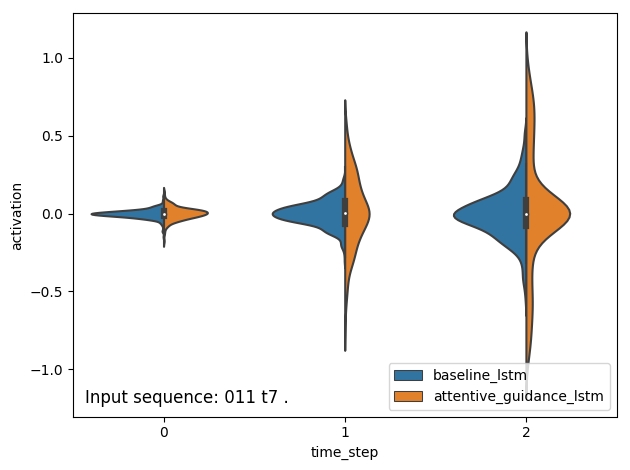 1.0
0.5
0.0
−0.5
−1.0
activation
Input sequence: 011 t7 .
baseline_lstm
attentive_guidance_lstm
0 1 2
time_step